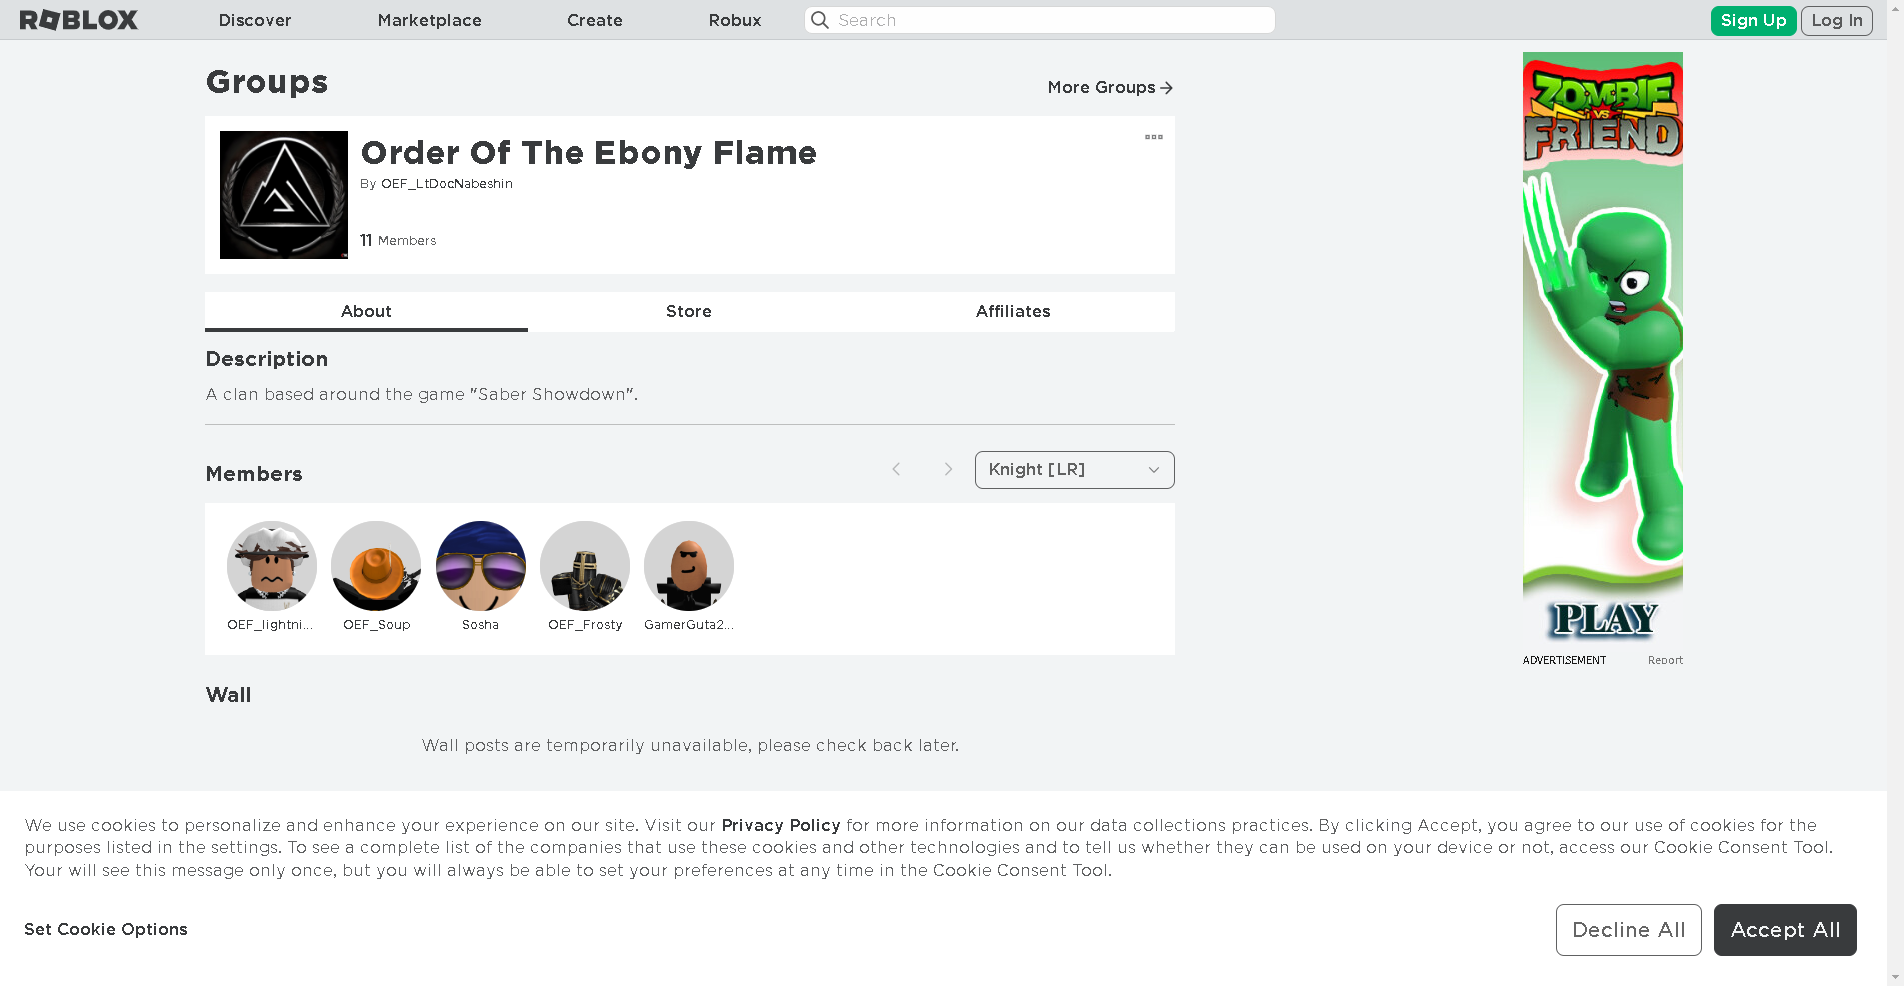 ROBLOX
Discover
Marketplace
Create
Robux
Search
Sign Up
Log In
Groups
More Groups
Order Of The Ebony Flame
By OEF_LtDocNabeshin
11 Members
About
Store
Affiliates
Description
A clan based around the game "Saber Showdown".
Members
Knight [LR]
OEF_lightni...
OEF_Soup
Sosha
OEF_Frosty
GamerGuta2...
Wall
Wall posts are temporarily unavailable, please check back later.
ZOMBIE
VS
FRIEND
PLAY
ADVERTISEMENT
Report
We use cookies to personalize and enhance your experience on our site. Visit our Privacy Policy for more information on our data collections practices. By clicking Accept, you agree to our use of cookies for the
purposes listed in the settings. To see a complete list of the companies that use these cookies and other technologies and to tell us whether they can be used on your device or not, access our Cookie Consent Tool.
Your will see this message only once, but you will always be able to set your preferences at any time in the Cookie Consent Tool.
Set Cookie Options
Decline All
Accept All